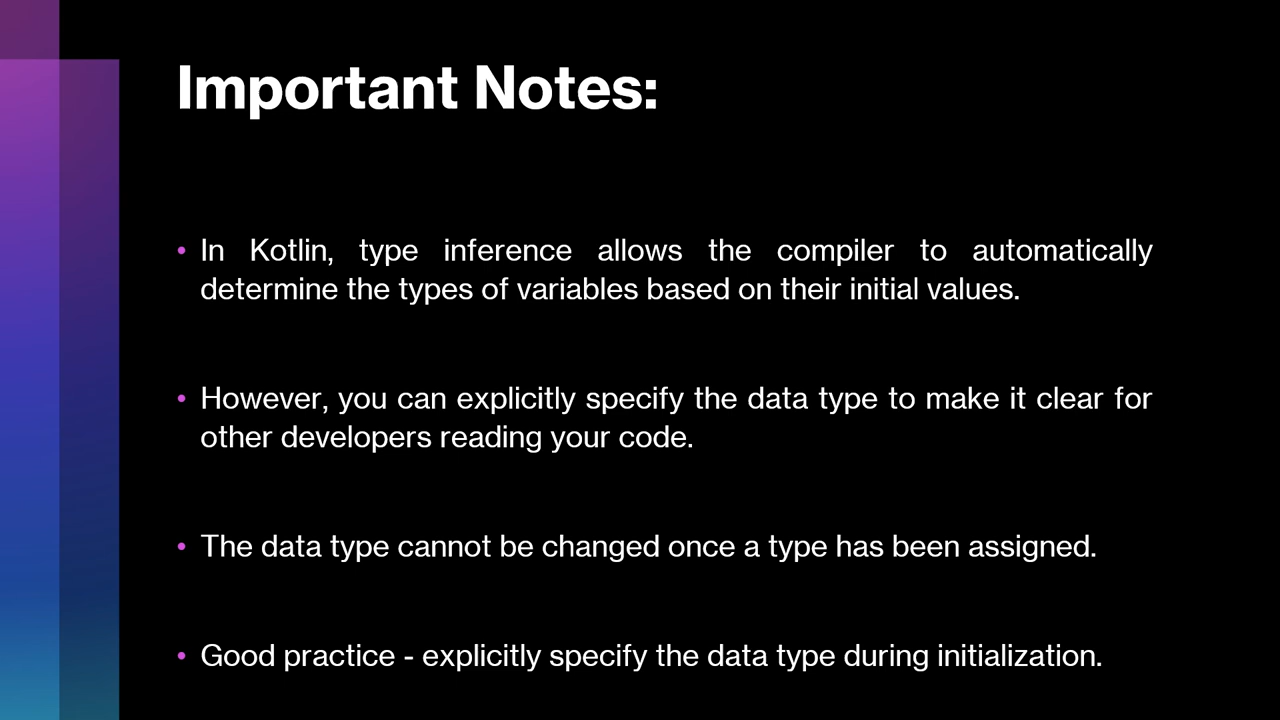 Important Notes:
• In Kotlin, type inference allows the compiler to automatically
determine the types of variables based on their initial values.
• However, you can explicitly specify the data type to make it clear for
other developers reading your code.
• The data type cannot be changed once a type has been assigned.
• Good practice - explicitly specify the data type during initialization.